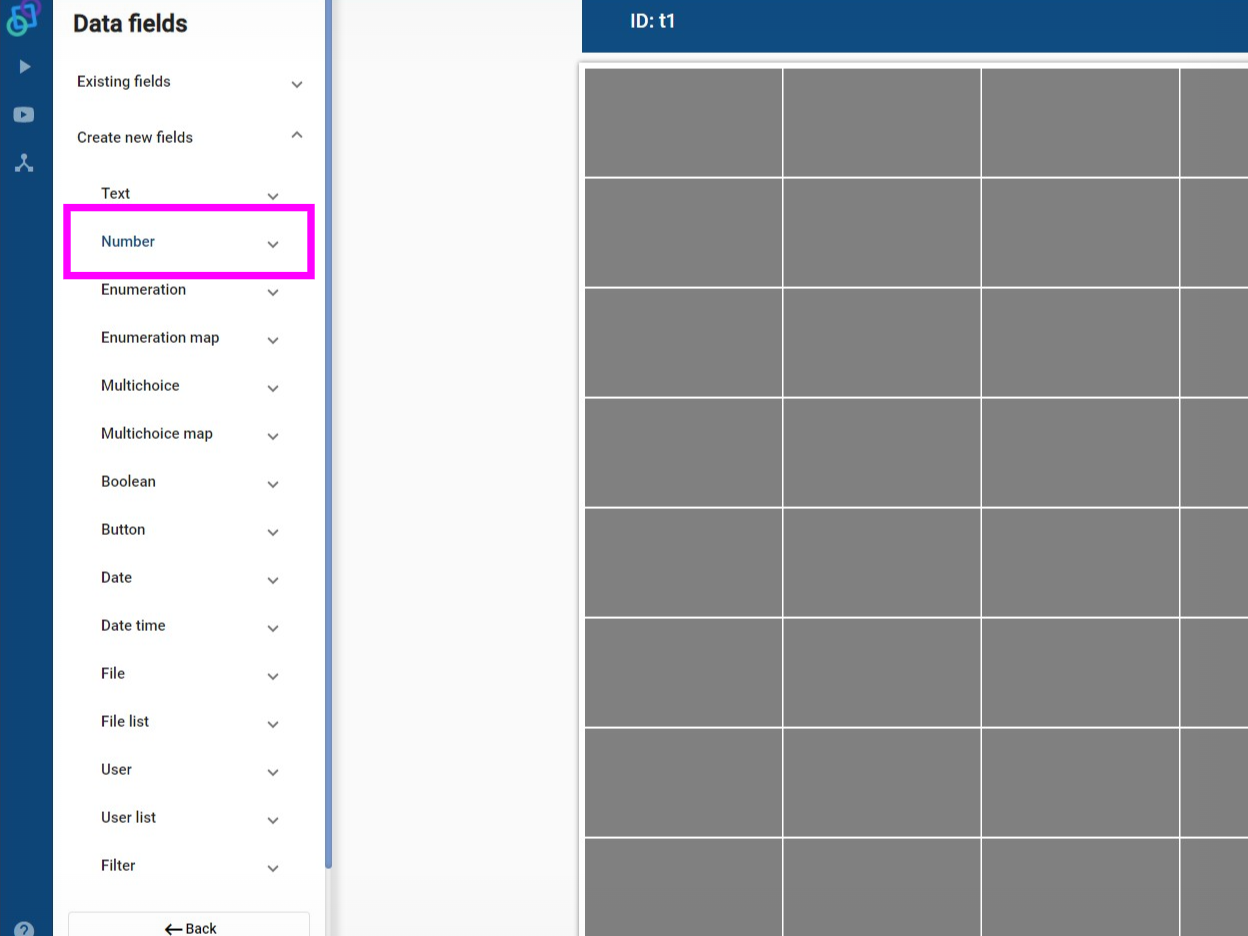 Data fields
ID: t1
Existing fields
Create new fields
Text
Number
Enumeration
Enumeration map
Multichoice
Multichoice map
Boolean
Button
Date
Date time
File
File list
User
User list
Filter
Back